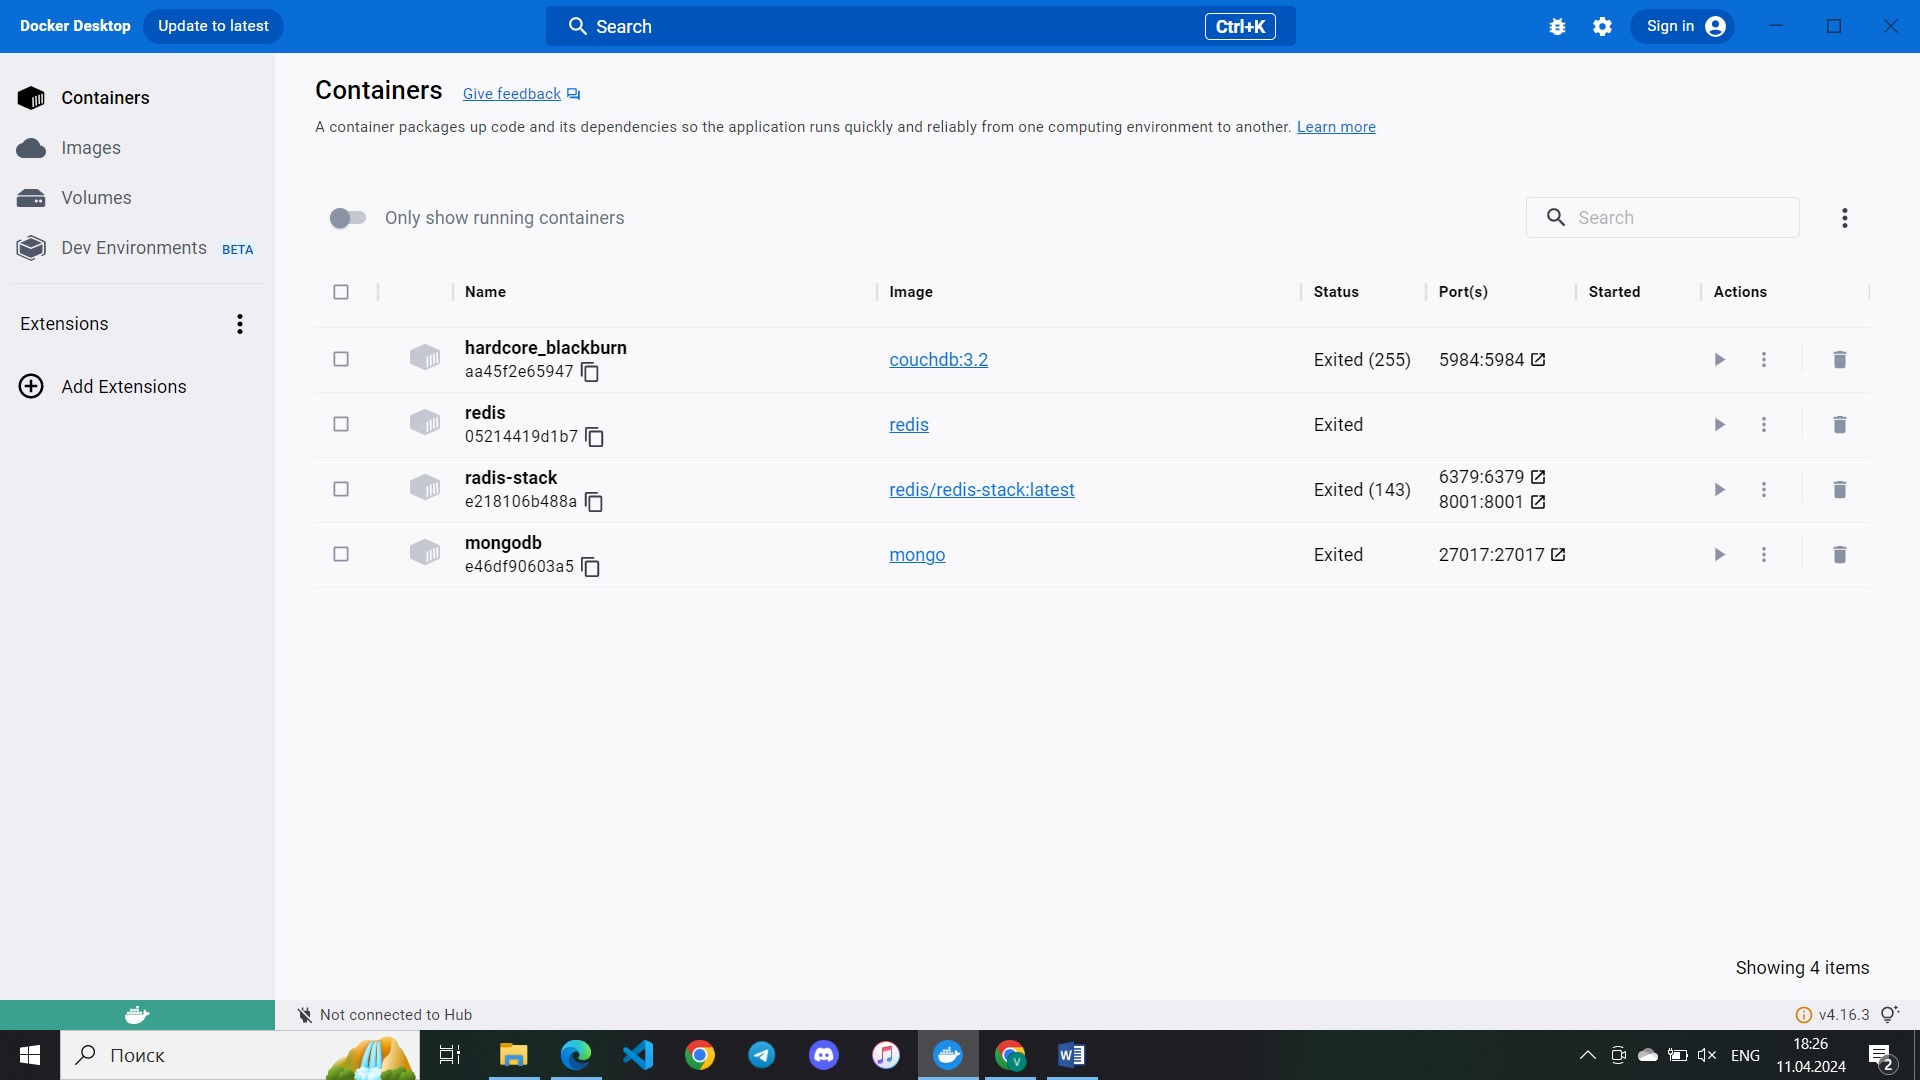 Docker Desktop
Update to latest
Search
Ctrl+K
Sign in
Containers
Images
Volumes
Dev Environments BETA
Extensions
Add Extensions
Containers Give feedback
A container packages up code and its dependencies so the application runs quickly and reliably from one computing environment to another. Learn more
Only show running containers
Search
Name Image Status Port(s) Started Actions
hardcore_blackburn
aa45f2e65947
couchdb:3.2
Exited (255)
5984:5984
redis
05214419d1b7
redis
Exited
radis-stack
e218106b488a
redis/redis-stack:latest
Exited (143)
6379:6379
8001:8001
mongodb
e46df90603a5
mongo
Exited
27017:27017
Showing 4 items
Not connected to Hub
v4.16.3
Поиск
V
W
ENG
18:26
11.04.2024
2